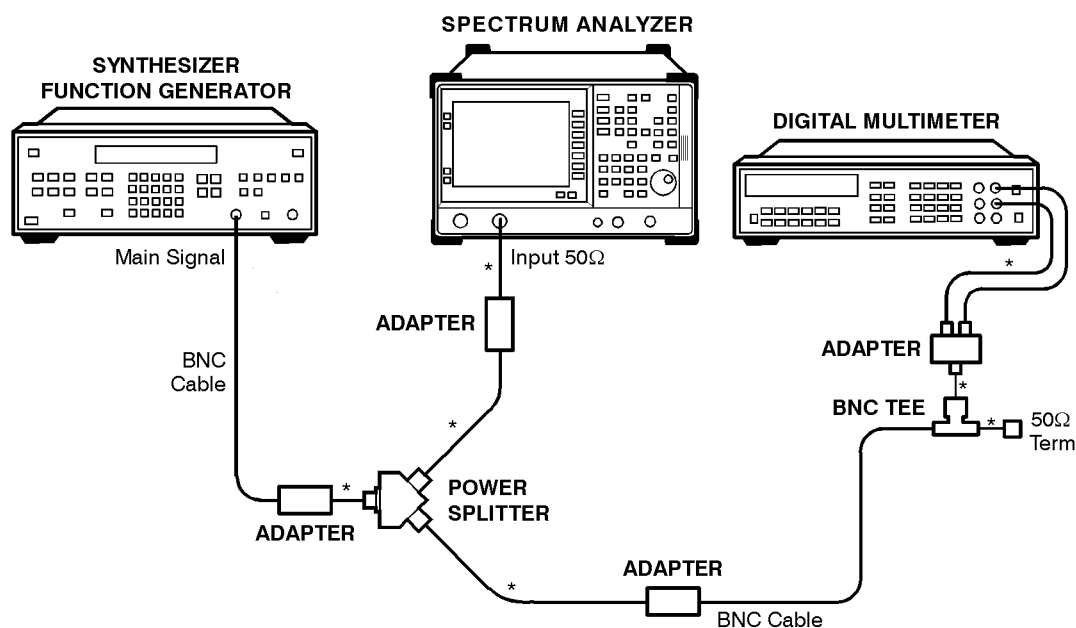 SPECTRUM ANALYZER
SYNTHESIZER
FUNCTION GENERATOR
DIGITAL MULTIMETER
Main Signal
* Input 50Ω
*
ADAPTER
ADAPTER
BNC
Cable
*
BNC TEE
* 50Ω
Term
*
*
POWER
SPLITTER
ADAPTER
ADAPTER
*
BNC Cable